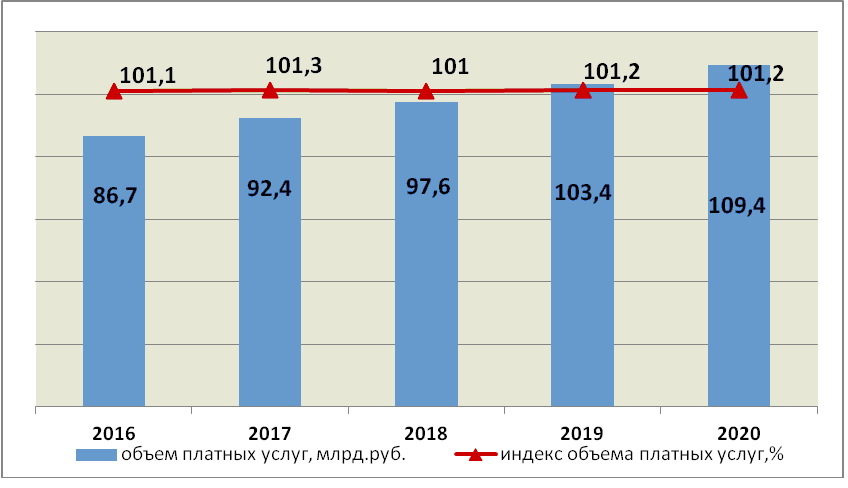 101,1 101,3 101 101,2 101,2
86,7 92,4 97,6 103,4 109,4
2016 2017 2018 2019 2020
объем платных услуг, млрд.руб. индекс объема платных услуг,%